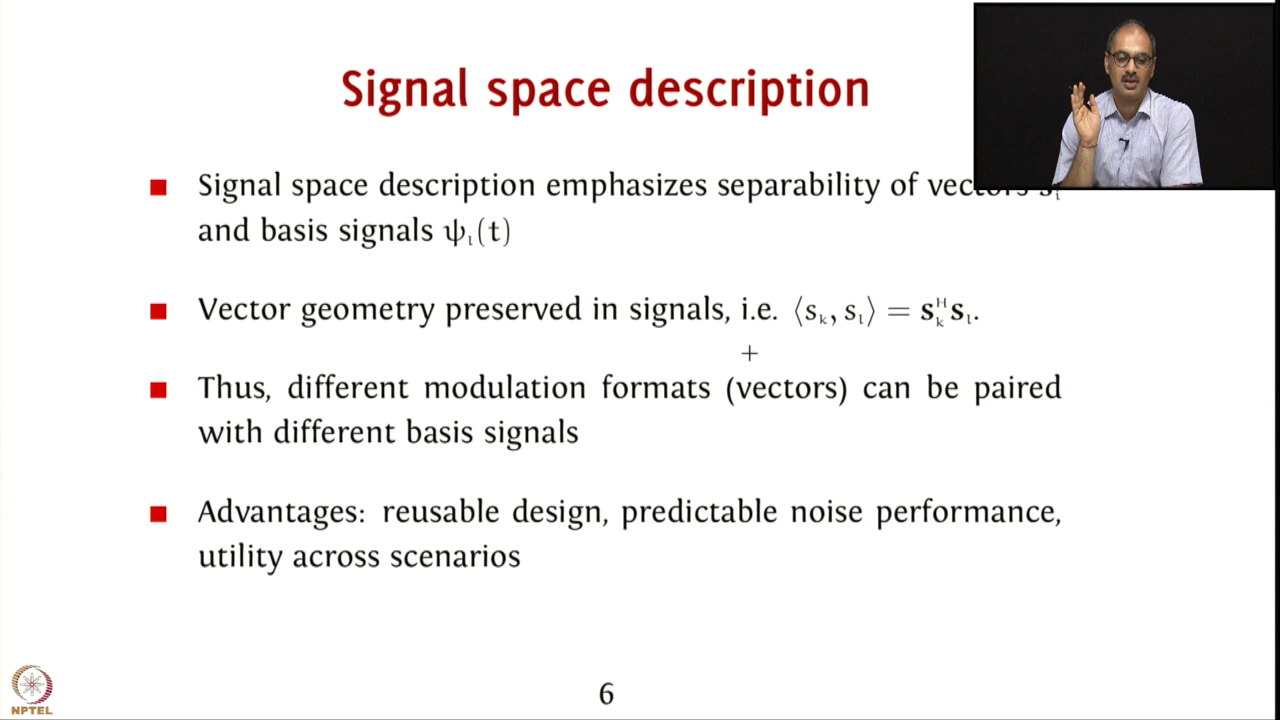 Signal space description
Signal space description emphasizes separability of vectors s
and basis signals ψₗ(t)
Vector geometry preserved in signals, i.e. ⟨sₖ, sₗ⟩ = sₖᴴsₗ.
+
Thus, different modulation formats (vectors) can be paired
with different basis signals
Advantages: reusable design, predictable noise performance,
utility across scenarios
NPTEL
6